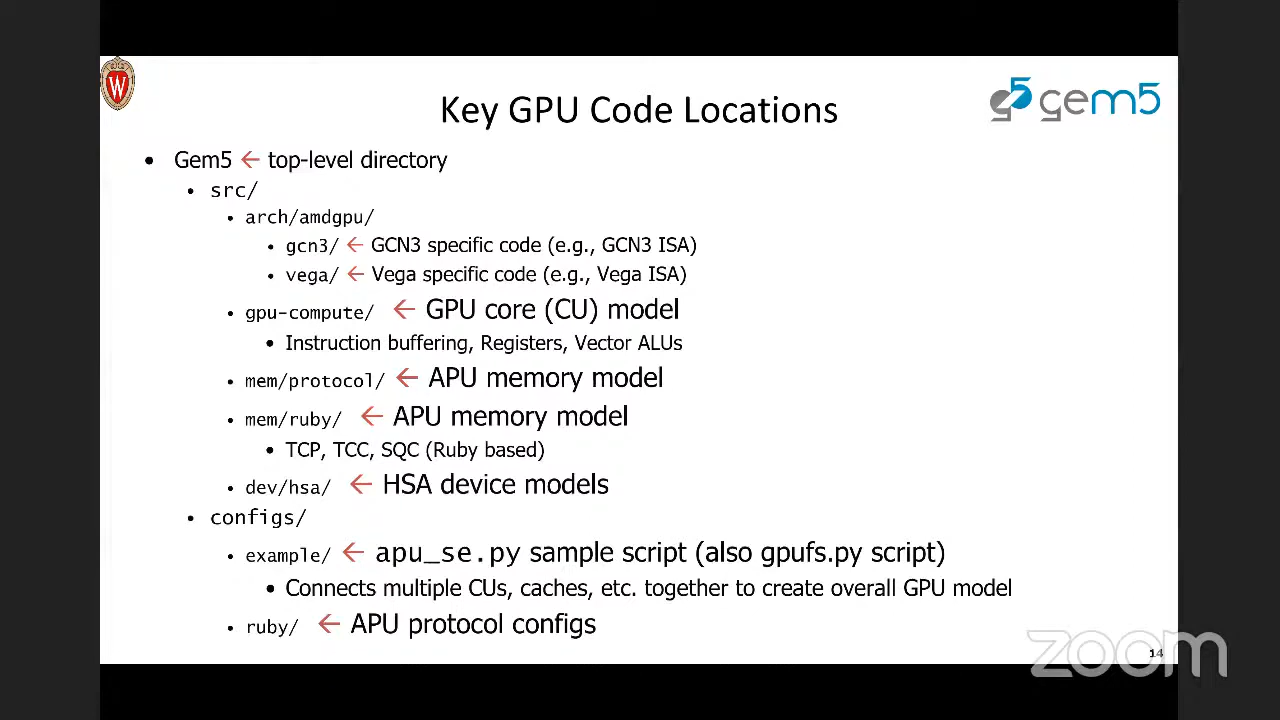 W
Key GPU Code Locations
g5 gem5
• Gem5 ← top-level directory
• src/
• arch/amdgpu/
• gcn3/ ← GCN3 specific code (e.g., GCN3 ISA)
• vega/ ← Vega specific code (e.g., Vega ISA)
• gpu-compute/ ← GPU core (CU) model
• Instruction buffering, Registers, Vector ALUs
• mem/protocol/ ← APU memory model
• mem/ruby/ ← APU memory model
• TCP, TCC, SQC (Ruby based)
• dev/hsa/ ← HSA device models
• configs/
• example/ ← apu_se.py sample script (also gpufs.py script)
• Connects multiple CUs, caches, etc. together to create overall GPU model
• ruby/ ← APU protocol configs
zoom
14